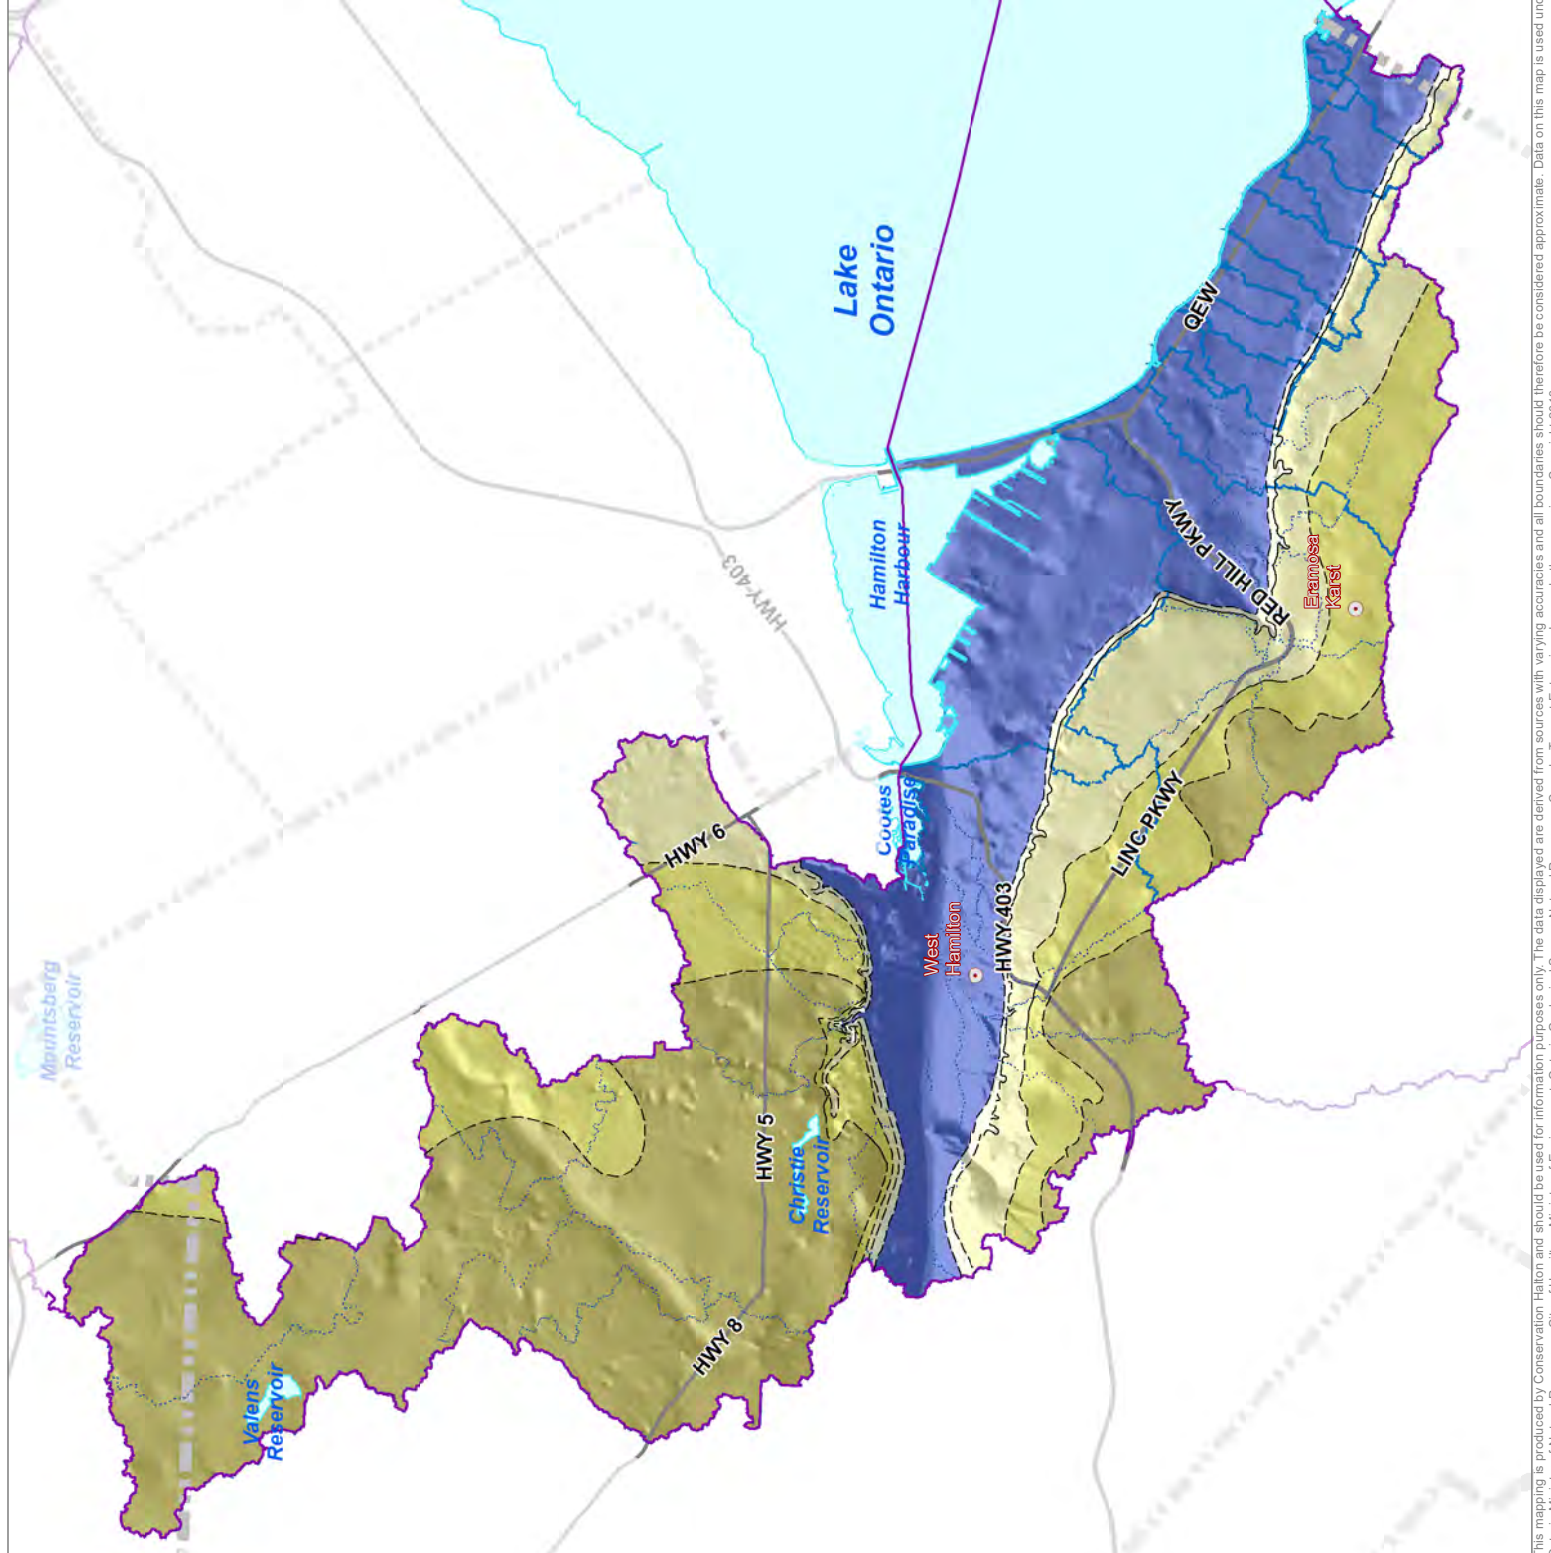 Lake
Ontario
QEW
Hamilton
Harbour
RED HILL PKWY
Eramosa
Karst
HWY 403
HWY 6
Cootes
Paradise
LINC PKWY
West
Hamilton
HWY 403
Mountsberg
Reservoir
HWY 5
Christie
Reservoir
HWY 8
Valens
Reservoir
This mapping is produced by Conservation Halton and should be used for information purposes only. The data displayed are derived from sources with varying accuracies and all boundaries should therefore be considered approximate. Data on this map is used